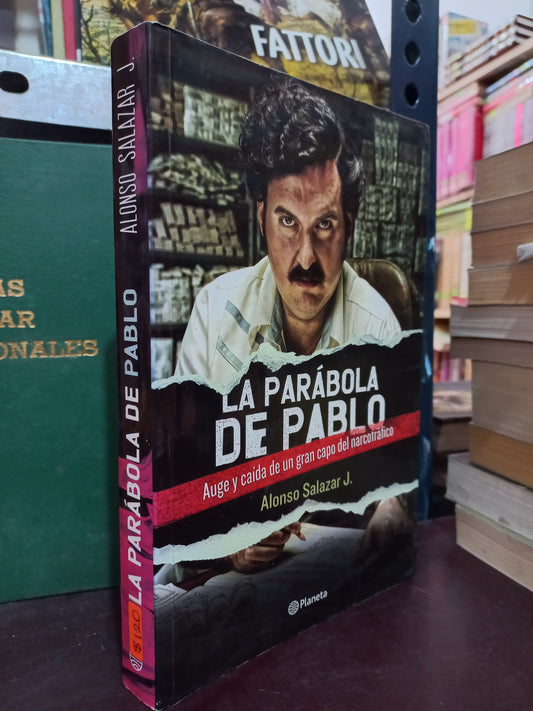 FATTORI
AS
AR
ONALES
ALONSO SALAZAR J.
LA PARÁBOLA DE PABLO
$120
LA PARÁBOLA
DE PABLO
Auge y caída de un gran capo del narcotráfico
Alonso Salazar J.
Planeta